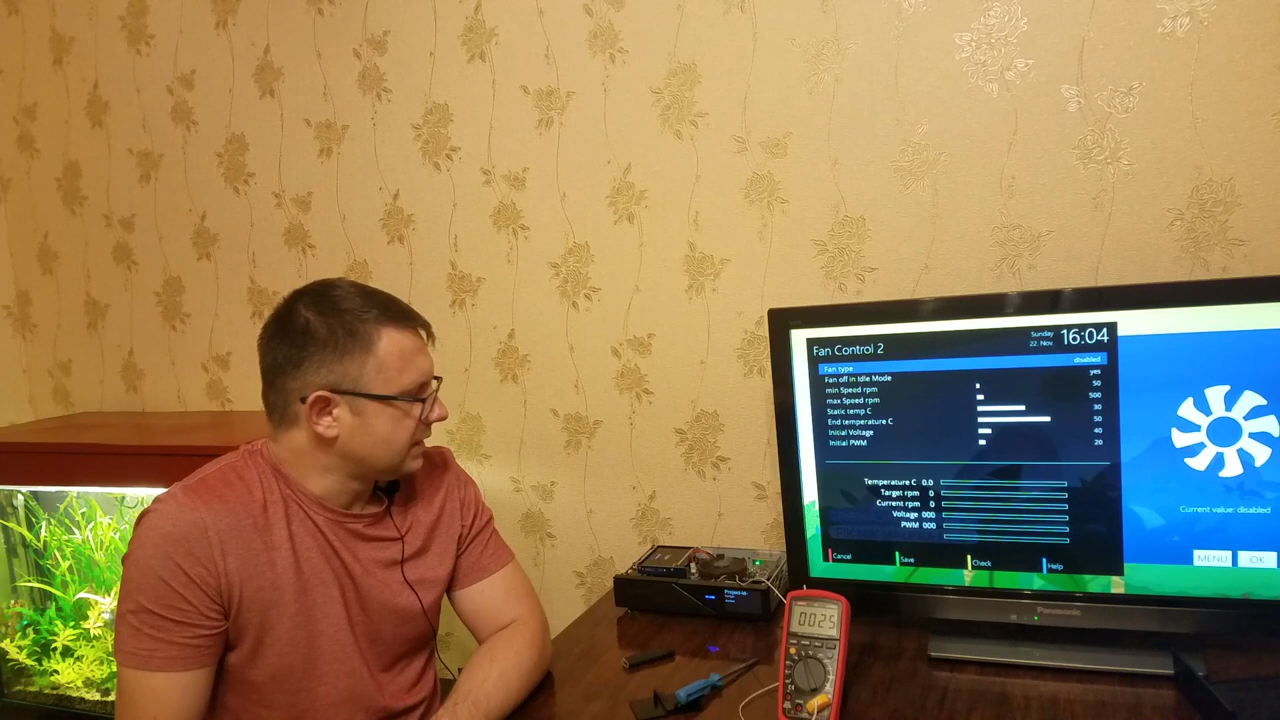 Fan Control 2
Sunday
22. Nov.
16:04
Fan type disabled
Fan off in Idle Mode yes
min Speed rpm 50
max Speed rpm 500
Static temp C 30
End temperature C 50
Initial Voltage 40
Initial PWM 20
Temperature C 0.0
Target rpm 0
Current rpm 0
Voltage 000
PWM 000
Cancel
Save
Check
Help
Current value: disabled
MENU
OK
Panasonic
002.5